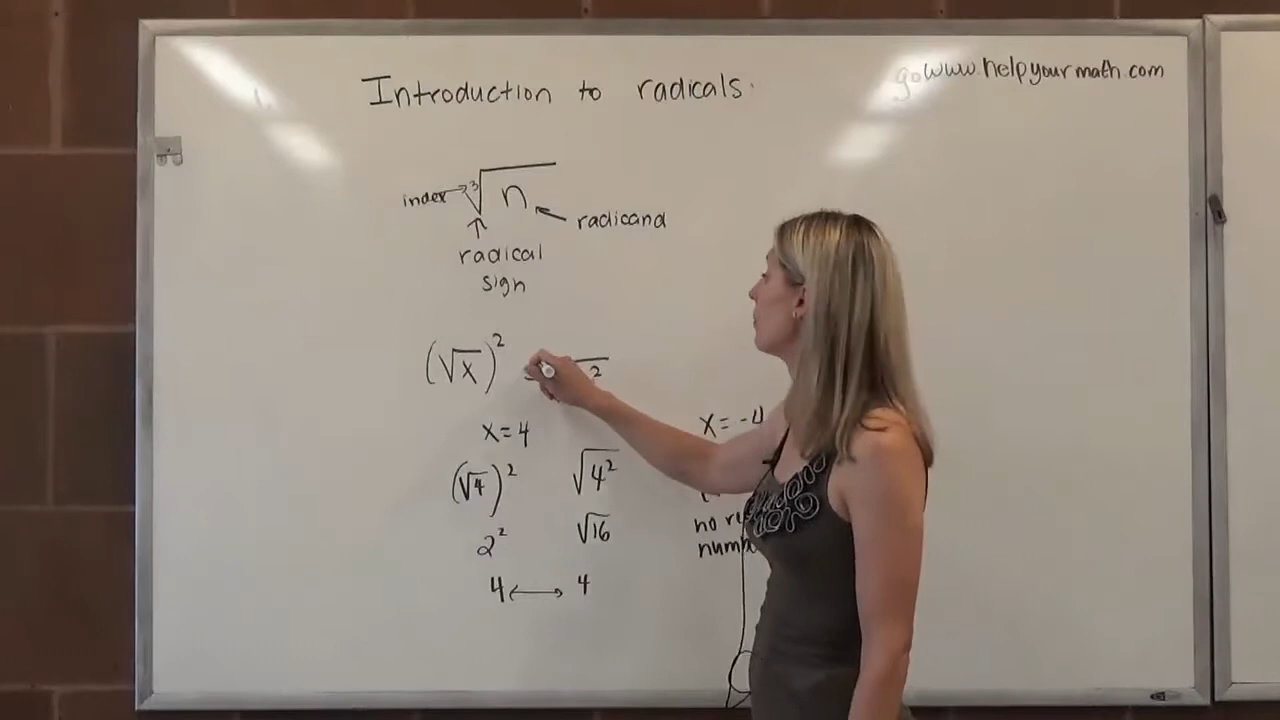 Introduction to radicals:
gowww.helpyourmath.com
index 3√n
radicand
radical
sign
(√x)² 2
x=4
x=-4
(√4)² √4²
2² √16
4 ↔ 4
no